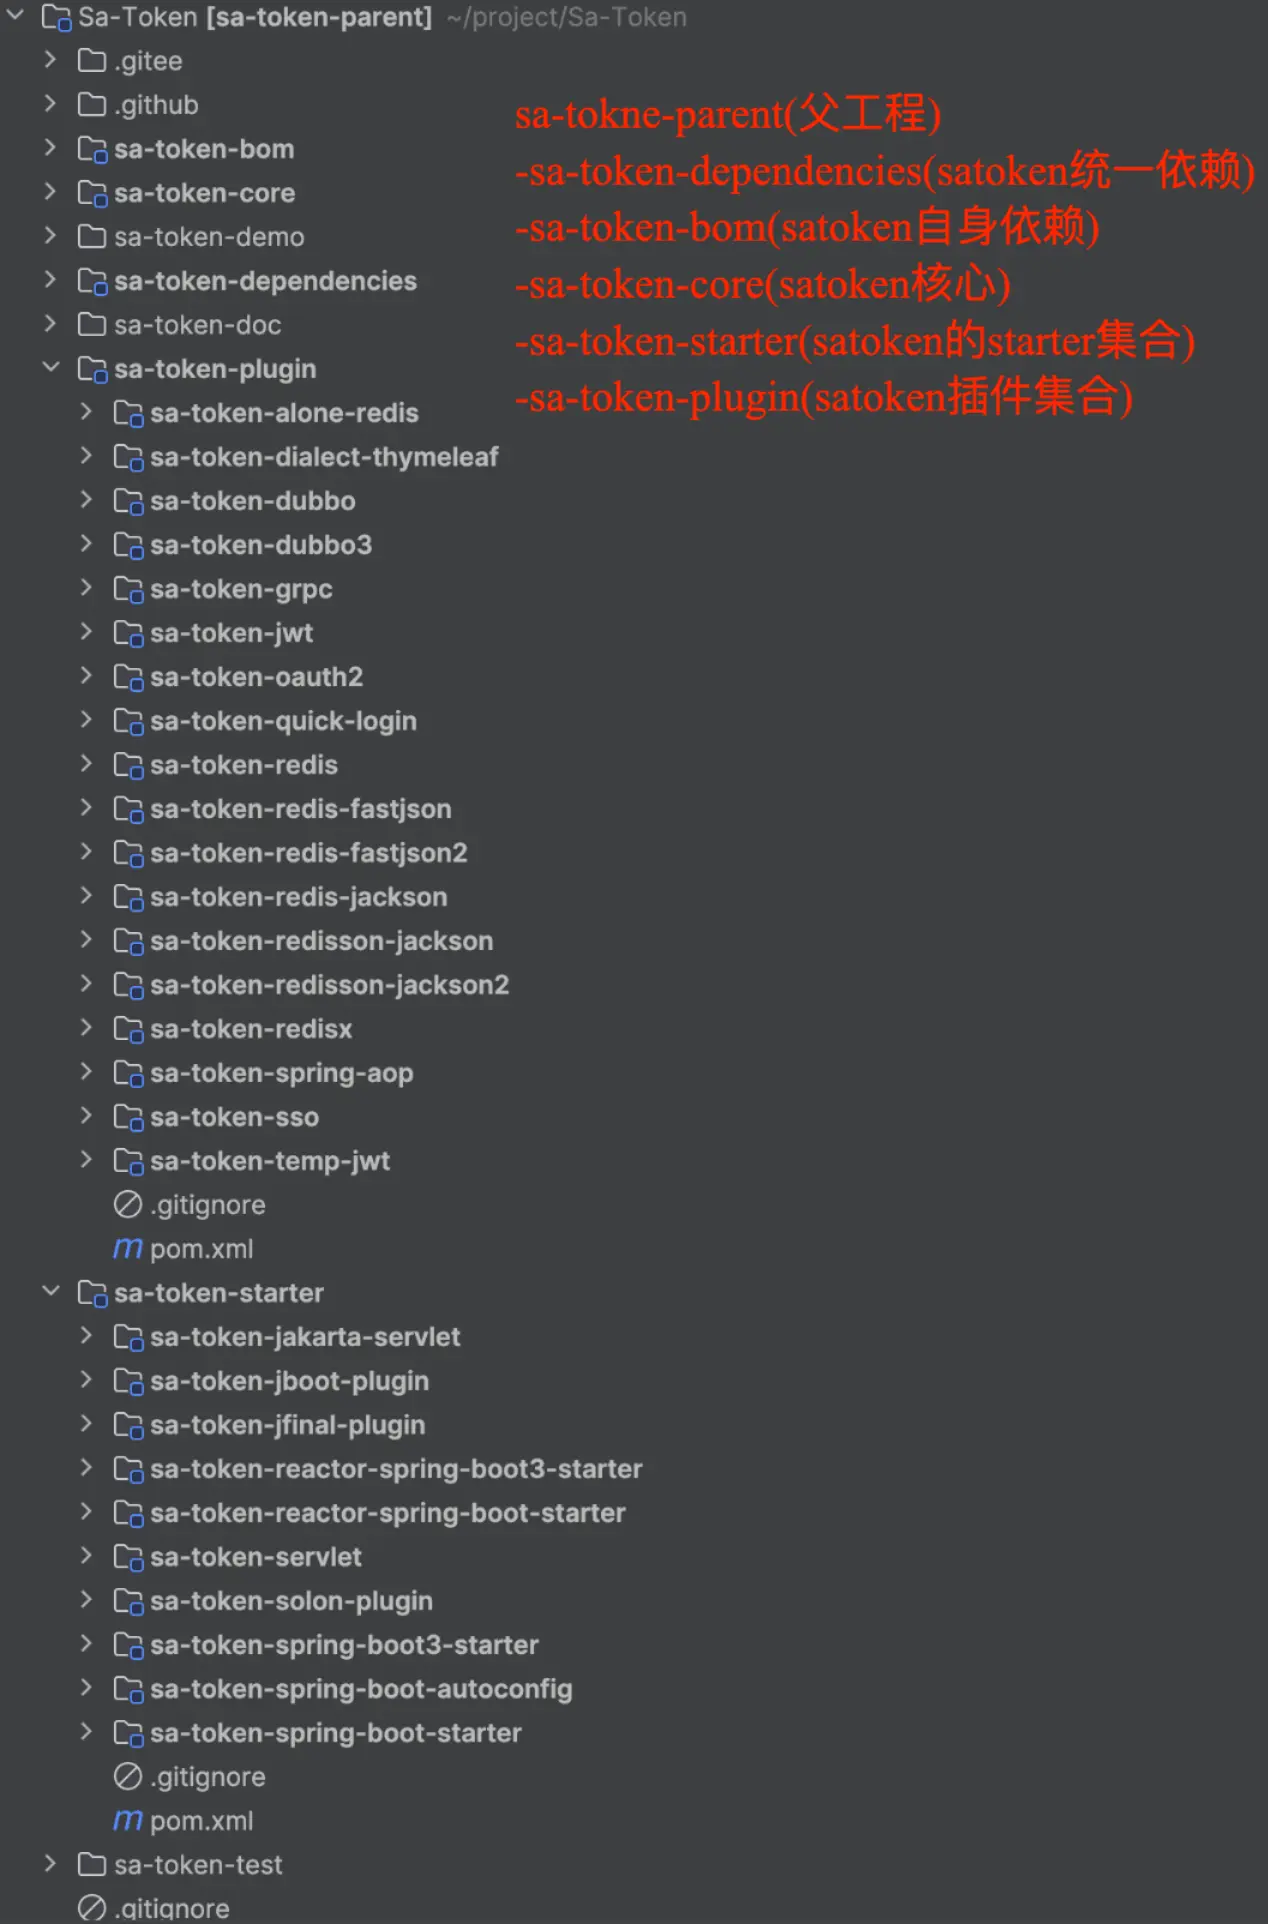 Sa-Token [sa-token-parent] ~/project/Sa-Token
.gitee
.github
sa-token-bom
sa-token-core
sa-token-demo
sa-token-dependencies
sa-token-doc
sa-token-plugin
sa-token-alone-redis
sa-token-dialect-thymeleaf
sa-token-dubbo
sa-token-dubbo3
sa-token-grpc
sa-token-jwt
sa-token-oauth2
sa-token-quick-login
sa-token-redis
sa-token-redis-fastjson
sa-token-redis-fastjson2
sa-token-redis-jackson
sa-token-redisson-jackson
sa-token-redisson-jackson2
sa-token-redisx
sa-token-spring-aop
sa-token-sso
sa-token-temp-jwt
.gitignore
pom.xml
sa-token-starter
sa-token-jakarta-servlet
sa-token-jboot-plugin
sa-token-jfinal-plugin
sa-token-reactor-spring-boot3-starter
sa-token-reactor-spring-boot-starter
sa-token-servlet
sa-token-solon-plugin
sa-token-spring-boot3-starter
sa-token-spring-boot-autoconfig
sa-token-spring-boot-starter
.gitignore
pom.xml
sa-token-test
.gitignore
sa-tokne-parent(父工程)
-sa-token-dependencies(satoken统一依赖)
-sa-token-bom(satoken自身依赖)
-sa-token-core(satoken核心)
-sa-token-starter(satoken的starter集合)
-sa-token-plugin(satoken插件集合)